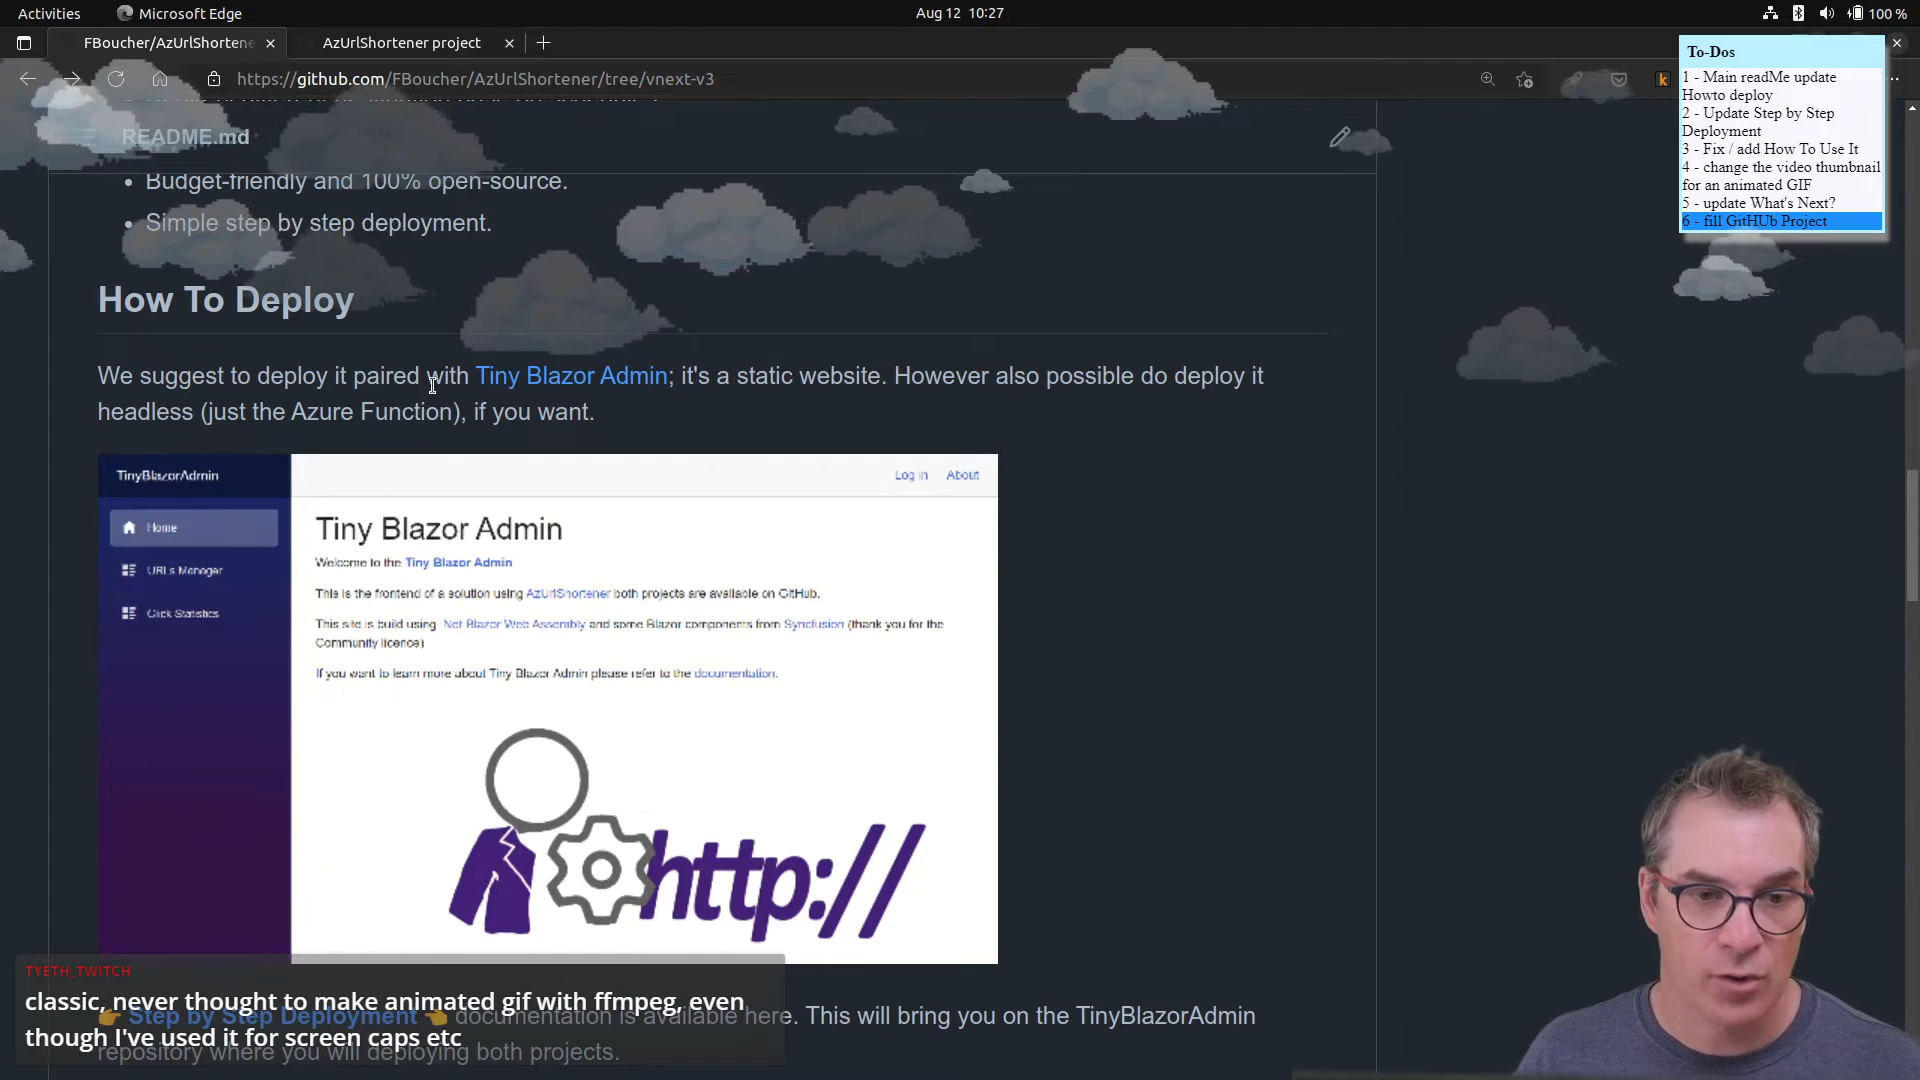 Activities
Microsoft Edge
Aug 12 10:27
100 %
FBoucher/AzUrlShortene
AzUrlShortener project
https://github.com/FBoucher/AzUrlShortener/tree/vnext-v3
To-Dos
1 - Main readMe update
Howto deploy
2 - Update Step by Step
Deployment
3 - Fix / add How To Use It
4 - change the video thumbnail
for an animated GIF
5 - update What's Next?
6 - fill GitHUb Project
README.md
Budget-friendly and 100% open-source.
Simple step by step deployment.
How To Deploy
We suggest to deploy it paired with Tiny Blazor Admin; it's a static website. However also possible do deploy it
headless (just the Azure Function), if you want.
TinyBlazorAdmin
Log in
About
Home
URLs Manager
Click Statistics
Tiny Blazor Admin
Welcome to the Tiny Blazor Admin
This is the frontend of a solution using AzUrlShortener both projects are available on GitHub.
This site is build using .Net Blazor Web Assembly and some Blazor components from Syncfusion (thank you for the
Community licence)
If you want to learn more about Tiny Blazor Admin please refer to the documentation.
http://
TYETH_TWITCH
classic, never thought to make animated gif with ffmpeg, even
though I've used it for screen caps etc
Step by Step Deployment documentation is available here. This will bring you on the TinyBlazorAdmin
repository where you will deploying both projects.